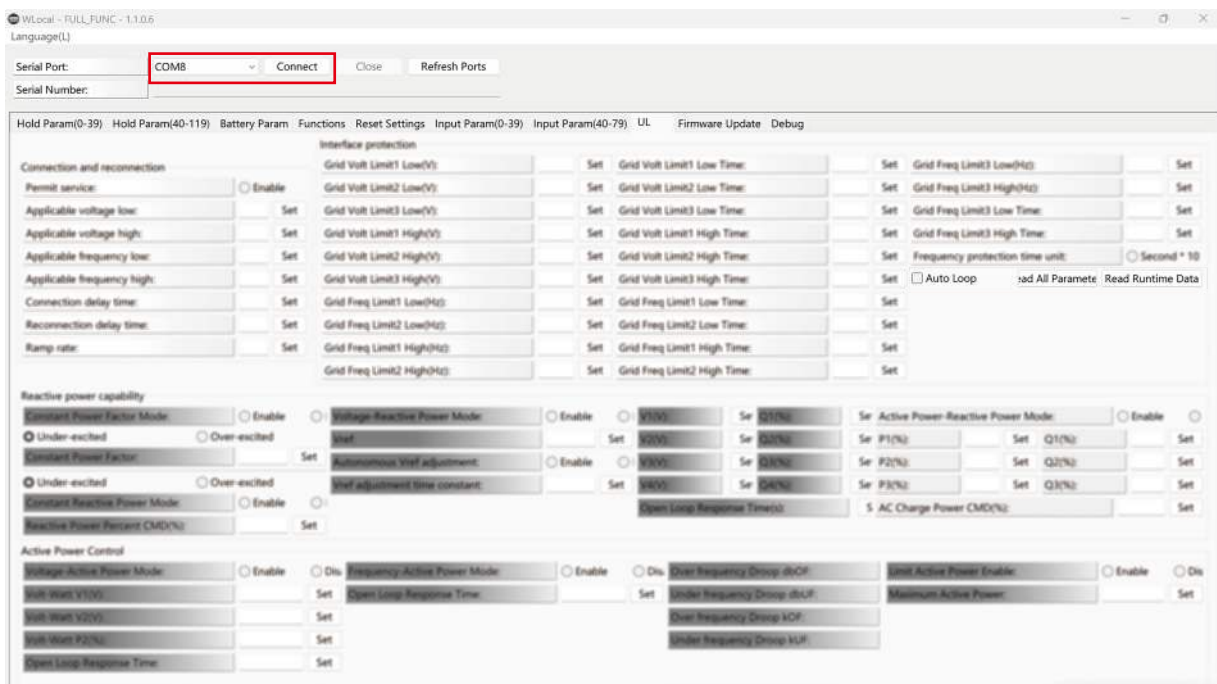 WLocal - FULL_FUNC - 1.1.0.6
Language(L)
Serial Port: COM8 Connect Close Refresh Ports
Serial Number:
Hold Param(0-39) Hold Param(40-119) Battery Param Functions Reset Settings Input Param(0-39) Input Param(40-79) UL Firmware Update Debug
Interface protection
Connection and reconnection
Grid Volt Limit1 Low(V): Set Grid Volt Limit1 Low Time: Set Grid Freq Limit3 Low(Hz): Set
Permit service: Enable Grid Volt Limit2 Low(V): Set Grid Volt Limit2 Low Time: Set Grid Freq Limit3 High(Hz): Set
Applicable voltage low: Set Grid Volt Limit3 Low(V): Set Grid Volt Limit3 Low Time: Set Grid Freq Limit3 Low Time: Set
Applicable voltage high: Set Grid Volt Limit1 High(V): Set Grid Volt Limit1 High Time: Set Grid Freq Limit3 High Time: Set
Applicable frequency low: Set Grid Volt Limit2 High(V): Set Grid Volt Limit2 High Time: Set Frequency protection time unit: Second * 10
Applicable frequency high: Set Grid Volt Limit3 High(V): Set Grid Volt Limit3 High Time: Set Auto Loop ead All Paramete Read Runtime Data
Connection delay time: Set Grid Freq Limit1 Low(Hz): Set Grid Freq Limit1 Low Time: Set
Reconnection delay time: Set Grid Freq Limit2 Low(Hz): Set Grid Freq Limit2 Low Time: Set
Ramp rate: Set Grid Freq Limit1 High(Hz): Set Grid Freq Limit1 High Time: Set
Grid Freq Limit2 High(Hz): Set Grid Freq Limit2 High Time: Set
Reactive power capability
Constant Power Factor Mode: Enable Voltage-Reactive Power Mode: Enable V1(V): Se Q1(%): Se Active Power-Reactive Power Mode: Enable
Under-excited Over-excited Vref: Set V2(V): Se Q2(%): Se P1(%): Set Q1(%): Set
Constant Power Factor: Set Autonomous Vref adjustment: Enable V3(V): Se Q3(%): Se P2(%): Set Q2(%): Set
Under-excited Over-excited Vref adjustment time constant: Set V4(V): Se Q4(%): Se P3(%): Set Q3(%): Set
Constant Reactive Power Mode: Enable Open Loop Response Time(s): S AC Charge Power CMD(%): Set
Reactive Power Percent CMD(%): Set
Active Power Control
Voltage-Active Power Mode: Enable Dis Frequency-Active Power Mode: Enable Dis Over frequency Droop dbOF: Limit Active Power Enable: Enable Dis
Volt-Watt V1(V): Set Open Loop Response Time: Set Under frequency Droop dbUF: Maximum Active Power: Set
Volt-Watt V2(V): Set Over frequency Droop kOF:
Volt-Watt P2(%): Set Under frequency Droop kUF:
Open Loop Response Time: Set